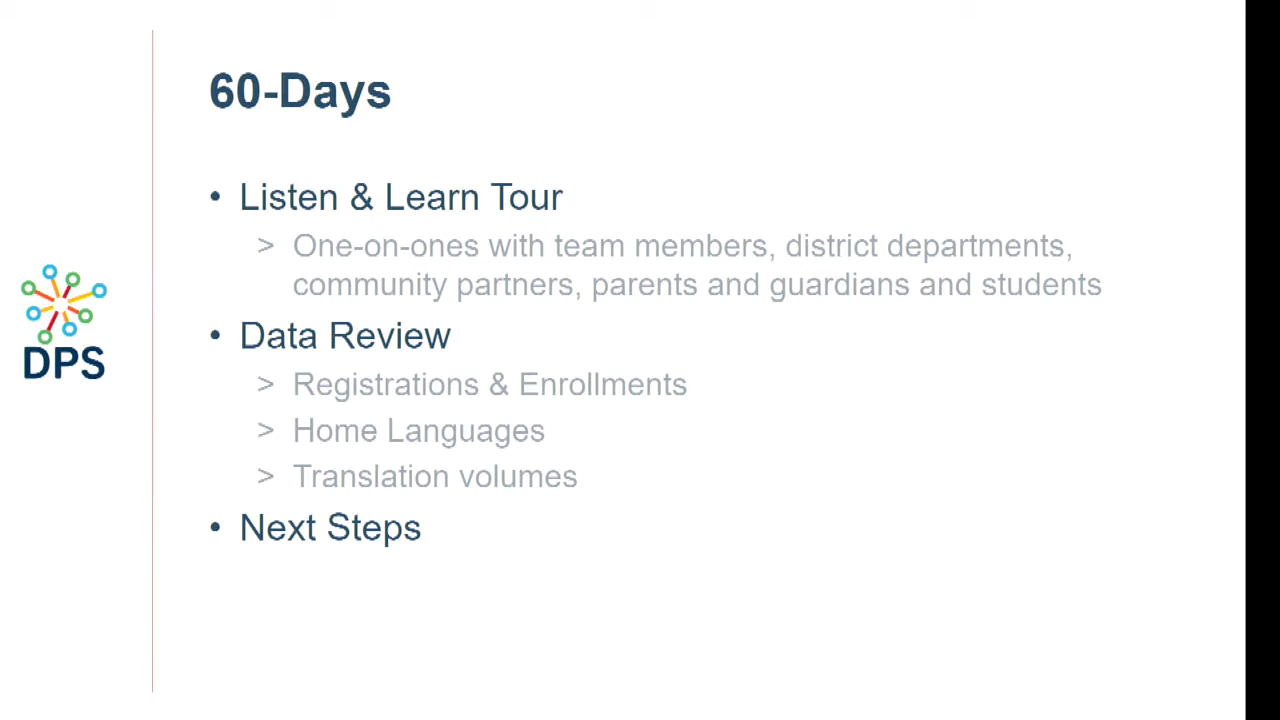 60-Days
• Listen & Learn Tour
> One-on-ones with team members, district departments,
community partners, parents and guardians and students
• Data Review
> Registrations & Enrollments
> Home Languages
> Translation volumes
• Next Steps
DPS